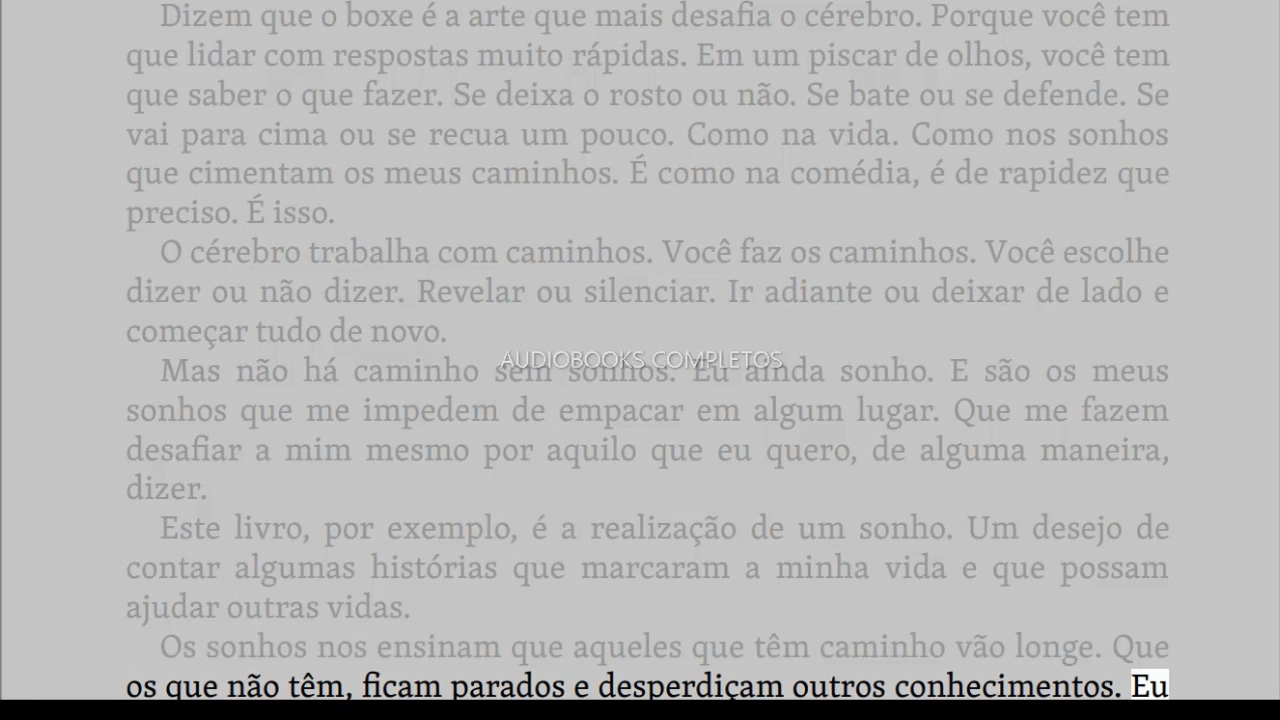 Dizem que o boxe é a arte que mais desafia o cérebro. Porque você tem
que lidar com respostas muito rápidas. Em um piscar de olhos, você tem
que saber o que fazer. Se deixa o rosto ou não. Se bate ou se defende. Se
vai para cima ou se recua um pouco. Como na vida. Como nos sonhos
que cimentam os meus caminhos. É como na comédia, é de rapidez que
preciso. É isso.
O cérebro trabalha com caminhos. Você faz os caminhos. Você escolhe
dizer ou não dizer. Revelar ou silenciar. Ir adiante ou deixar de lado e
começar tudo de novo.
AUDIOBOOKS COMPLETOS
Mas não há caminho sem sonhos. Eu ainda sonho. E são os meus
sonhos que me impedem de empacar em algum lugar. Que me fazem
desafiar a mim mesmo por aquilo que eu quero, de alguma maneira,
dizer.
Este livro, por exemplo, é a realização de um sonho. Um desejo de
contar algumas histórias que marcaram a minha vida e que possam
ajudar outras vidas.
Os sonhos nos ensinam que aqueles que têm caminho vão longe. Que
os que não têm, ficam parados e desperdiçam outros conhecimentos. Eu